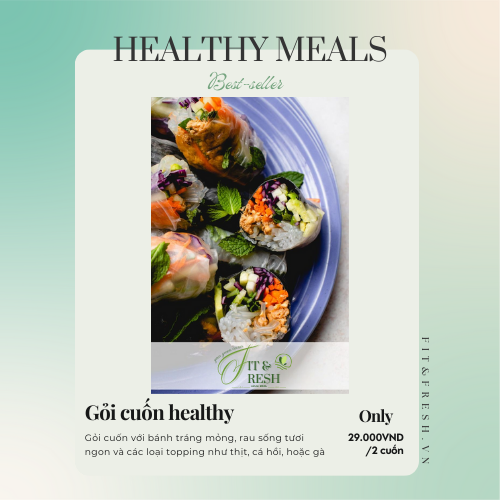 HEALTHY MEALS
Best-seller
FIT &
FRESH
Gỏi cuốn healthy
Only
Gỏi cuốn với bánh tráng mỏng, rau sống tươi
ngon và các loại topping như thịt, cá hồi, hoặc gà
29.000VND
/2 cuốn
FIT&FRESH.VN